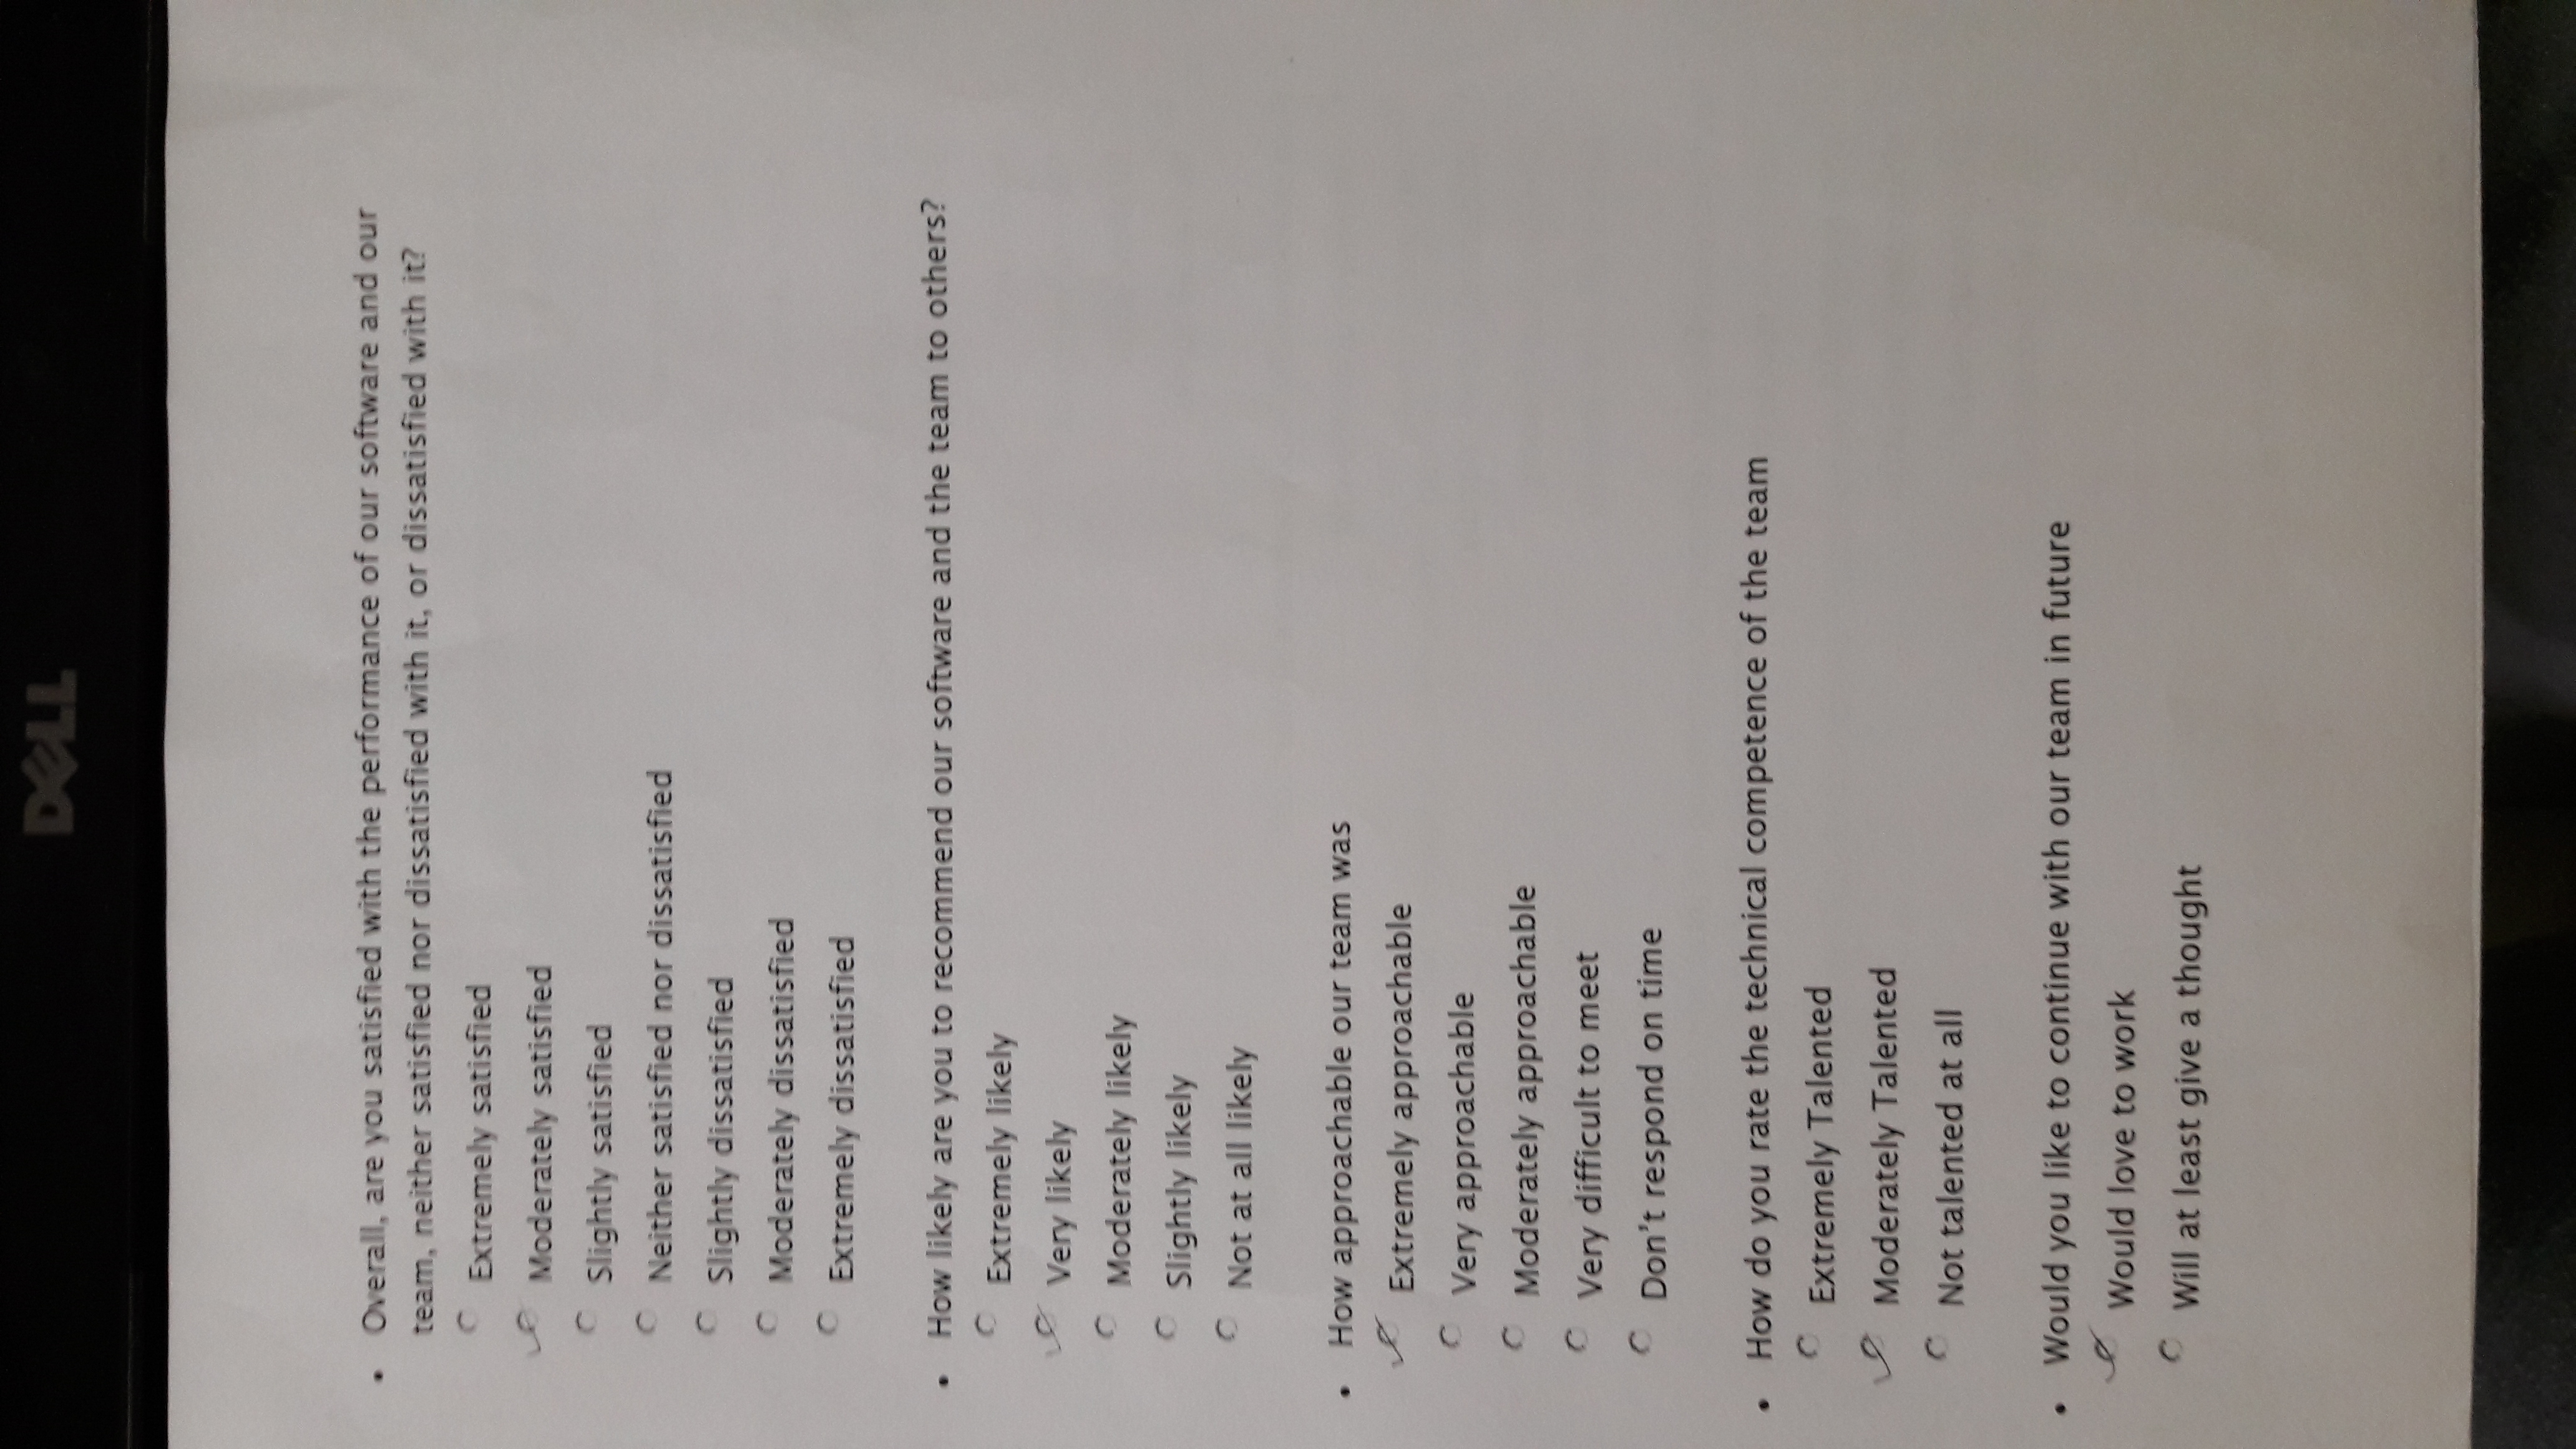 DELL
• Overall, are you satisfied with the performance of our software and our
team, neither satisfied nor dissatisfied with it, or dissatisfied with it?
Extremely satisfied
Moderately satisfied
Slightly satisfied
Neither satisfied nor dissatisfied
Slightly dissatisfied
Moderately dissatisfied
Extremely dissatisfied
• How likely are you to recommend our software and the team to others?
Extremely likely
Very likely
Moderately likely
Slightly likely
Not at all likely
• How approachable our team was
Extremely approachable
Very approachable
Moderately approachable
Very difficult to meet
Don't respond on time
• How do you rate the technical competence of the team
Extremely Talented
Moderately Talented
Not talented at all
• Would you like to continue with our team in future
Would love to work
Will at least give a thought